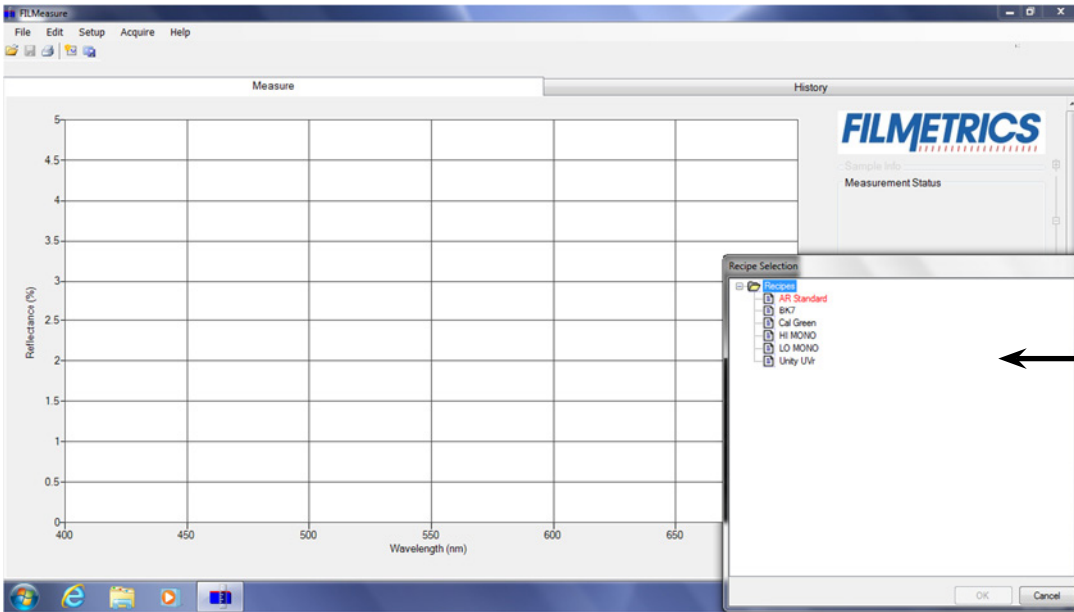 FILMeasure
File Edit Setup Acquire Help
Measure
History
FILMETRICS
Sample Info
Measurement Status
Reflectance (%)
5
4.5
4
3.5
3
2.5
2
1.5
1
0.5
0
400 450 500 550 600 650
Wavelength (nm)
Recipe Selection
Recipes
AR Standard
BK7
Cal Green
HI MONO
LO MONO
Unity UVr
OK Cancel